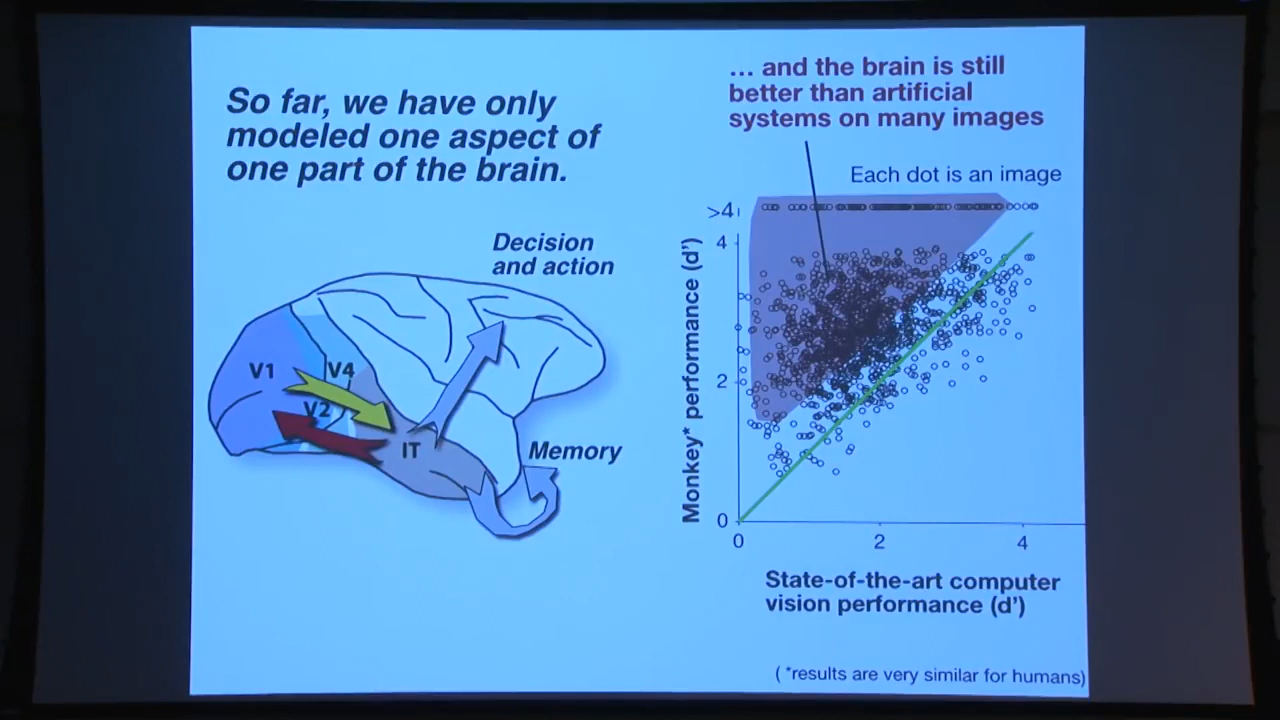 So far, we have only
modeled one aspect of
one part of the brain.
Decision
and action
V1
V4
V2
IT
Memory
... and the brain is still
better than artificial
systems on many images
Each dot is an image
>4
4
2
0
Monkey* performance (d')
0
2
4
State-of-the-art computer
vision performance (d')
( *results are very similar for humans)